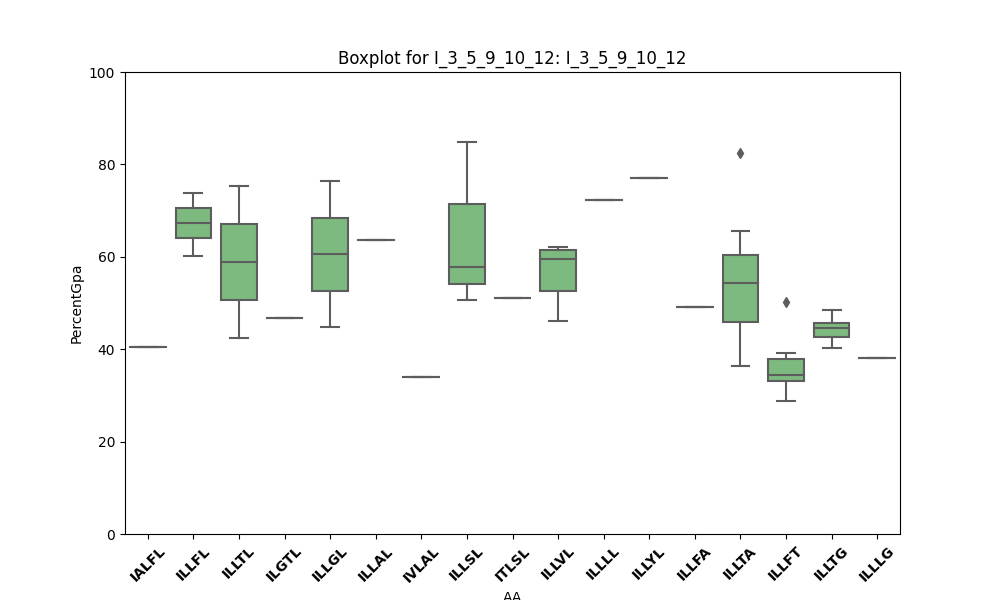 Boxplot for I_3_5_9_10_12: I_3_5_9_10_12
100
80
60
40
20
0
PercentGpa
IALFL
ILLFL
ILLTL
ILGTL
ILLGL
ILLAL
IVLAL
ILLSL
ITLSL
ILLVL
ILLLL
ILLYL
ILLFA
ILLTA
ILLFT
ILLTG
ILLLG
AA